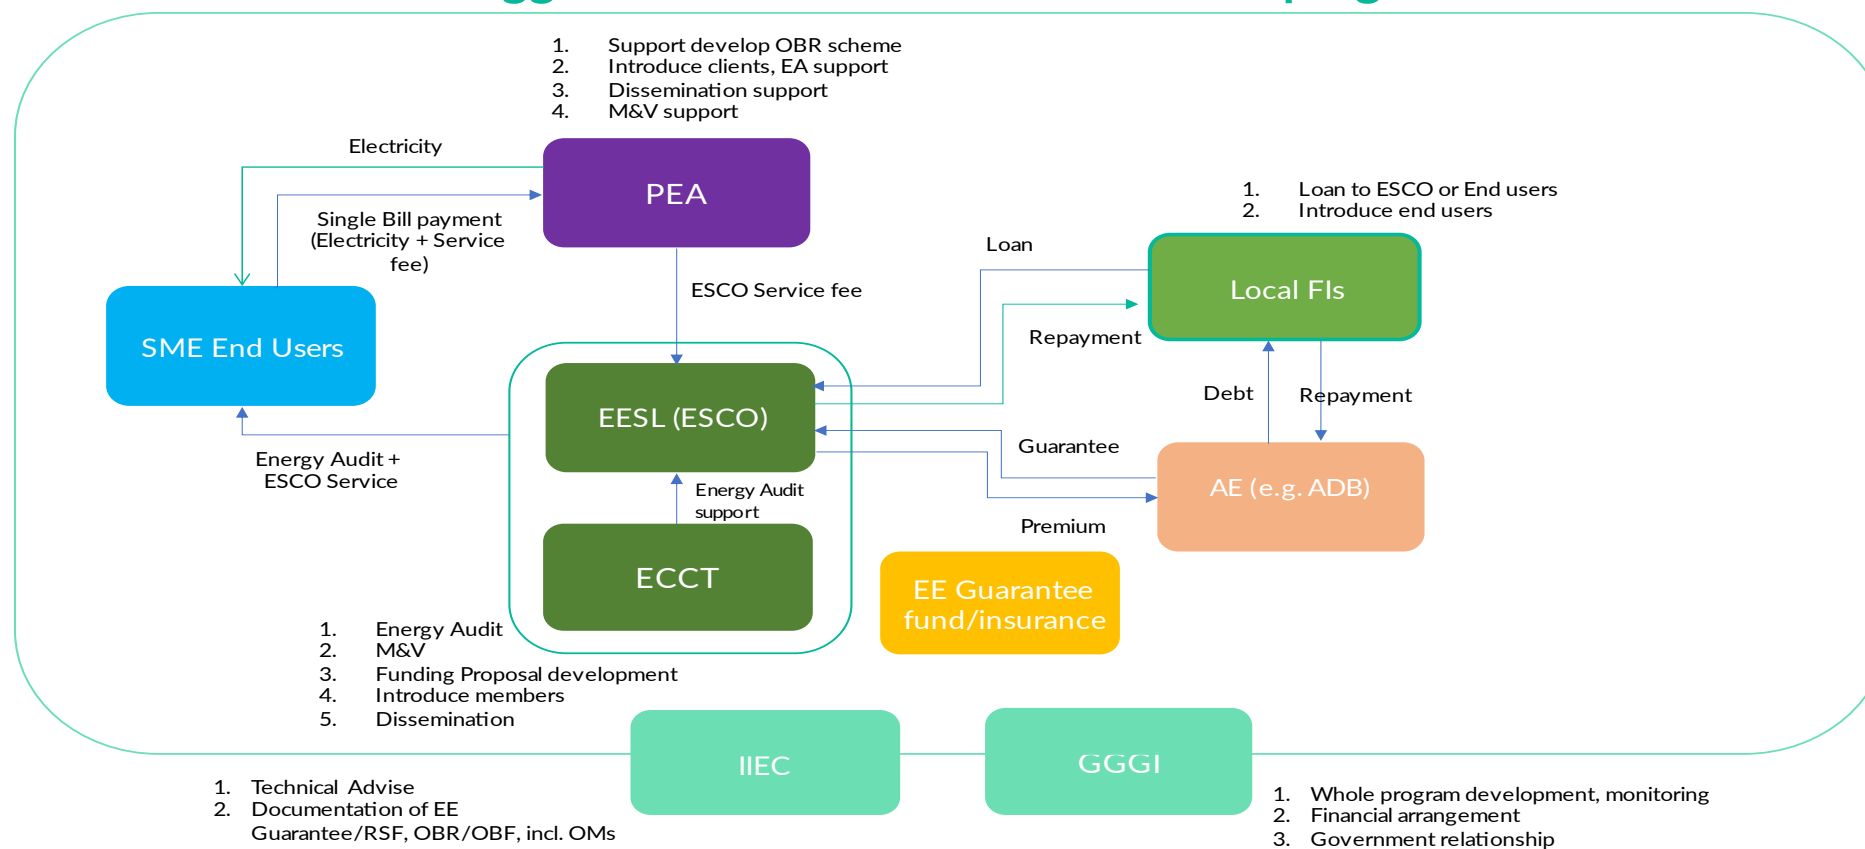 1. Support develop OBR scheme
2. Introduce clients, EA support
3. Dissemination support
4. M&V support
Electricity
PEA
Single Bill payment
(Electricity + Service
fee)
1. Loan to ESCO or End users
2. Introduce end users
Loan
Local FIs
ESCO Service fee
SME End Users
Repayment
Debt
Repayment
EESL (ESCO)
Guarantee
Energy Audit +
ESCO Service
Energy Audit
support
AE (e.g. ADB)
Premium
ECCT
EE Guarantee
fund/insurance
1. Energy Audit
2. M&V
3. Funding Proposal development
4. Introduce members
5. Dissemination
IIEC
GGGI
1. Technical Advise
2. Documentation of EE
Guarantee/RSF, OBR/OBF, incl. OMs
1. Whole program development, monitoring
2. Financial arrangement
3. Government relationship